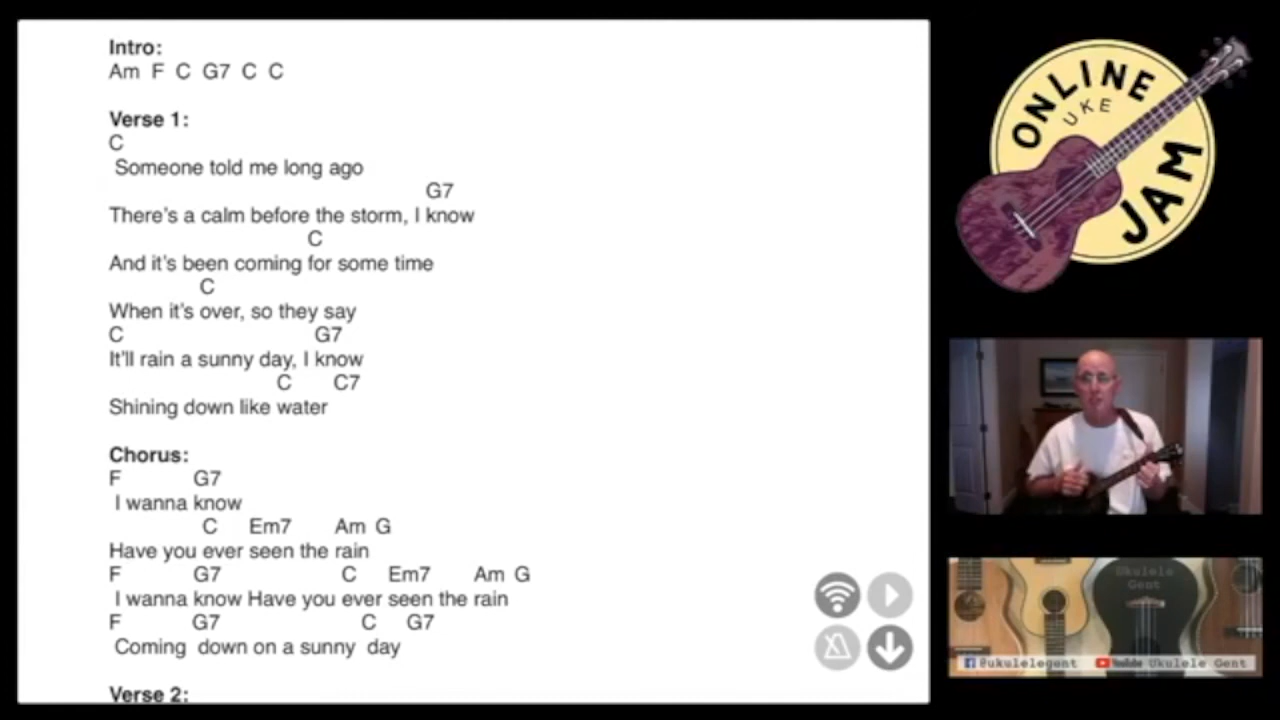 Intro:
Am F C G7 C C
Verse 1:
C
Someone told me long ago
G7
There's a calm before the storm, I know
C
And it's been coming for some time
C
When it's over, so they say
C G7
It'll rain a sunny day, I know
C C7
Shining down like water
Chorus:
F G7
I wanna know
C Em7 Am G
Have you ever seen the rain
F G7 C Em7 Am G
I wanna know Have you ever seen the rain
F G7 C G7
Coming down on a sunny day
Verse 2:
ONLINE
UKE
JAM
Ukulele
Gent
@ukulelegent YouTube Ukulele Gent